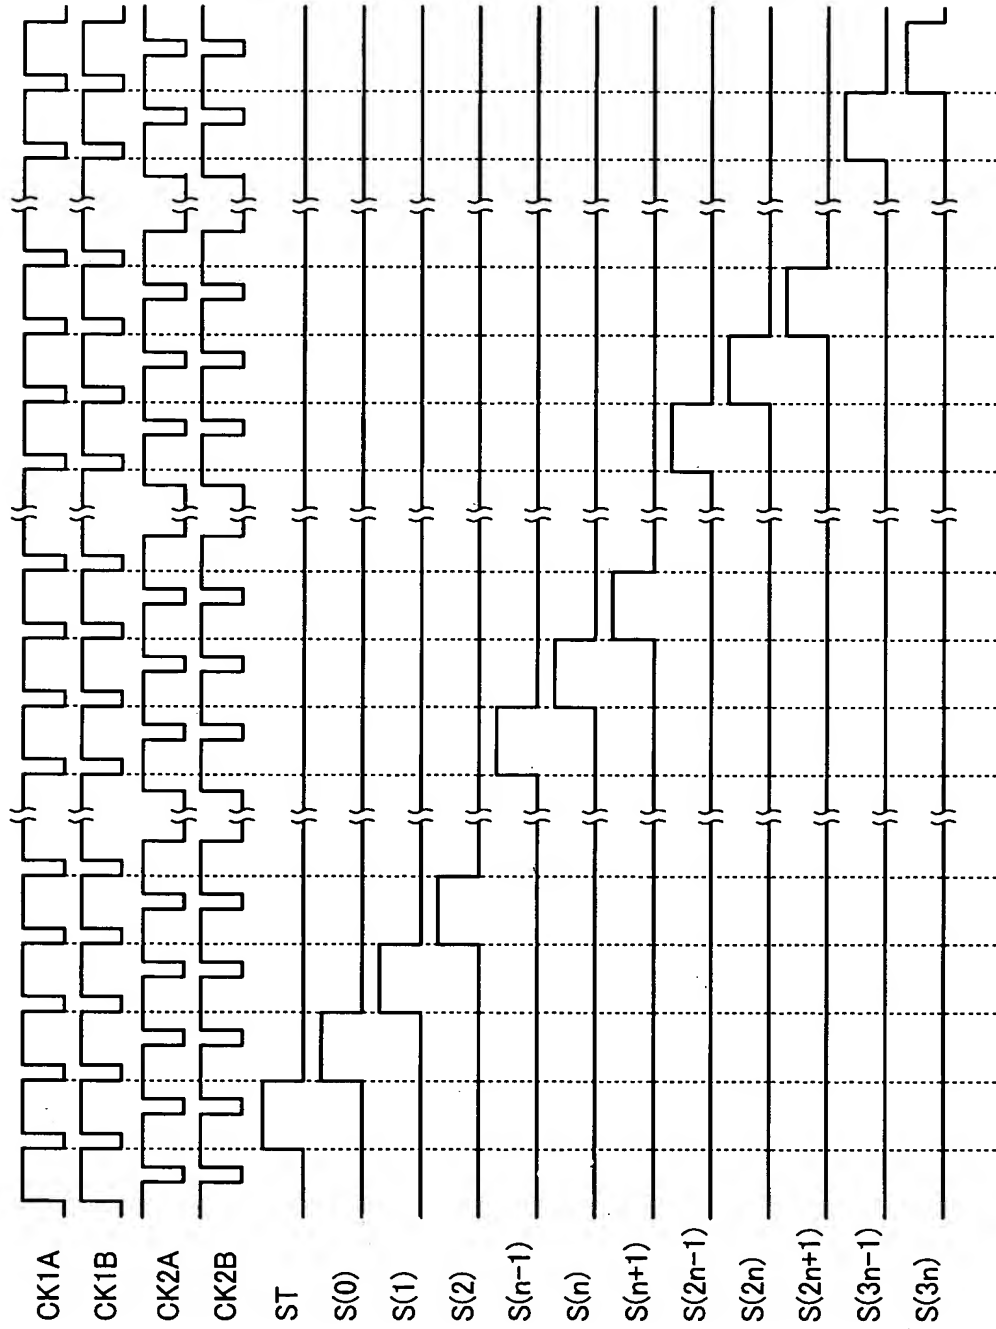 CK1A
CK1B
CK2A
CK2B
ST
S(0)
S(1)
S(2)
S(n−1)
S(n)
S(n+1)
S(2n−1)
S(2n)
S(2n+1)
S(3n−1)
S(3n)